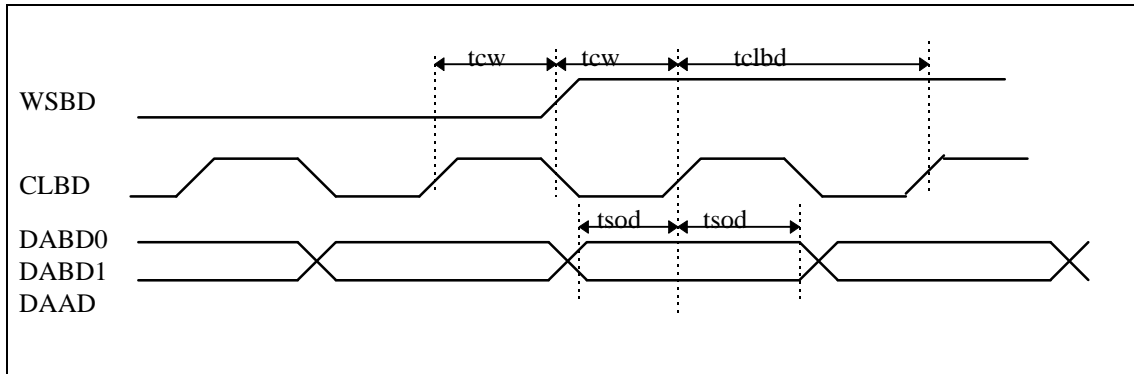 tcw tcw tclbd
WSBD
CLBD
tsod tsod
DABD0
DABD1
DAAD